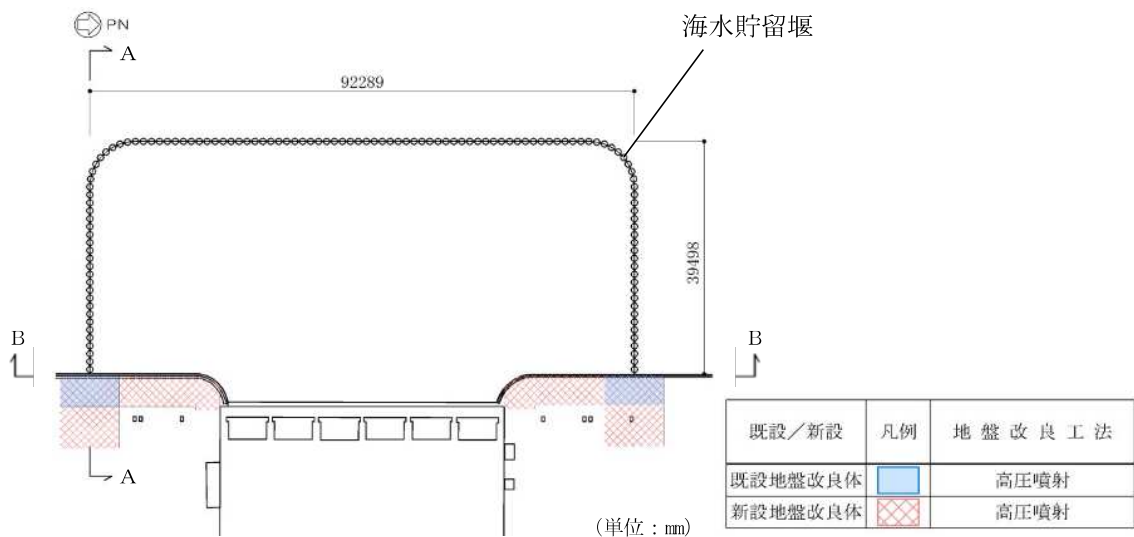 PN
A
海水貯留堰
92289
39498
B
B
A
既設／新設 凡例 地盤改良工法
既設地盤改良体 高圧噴射
新設地盤改良体 高圧噴射
(単位：mm)